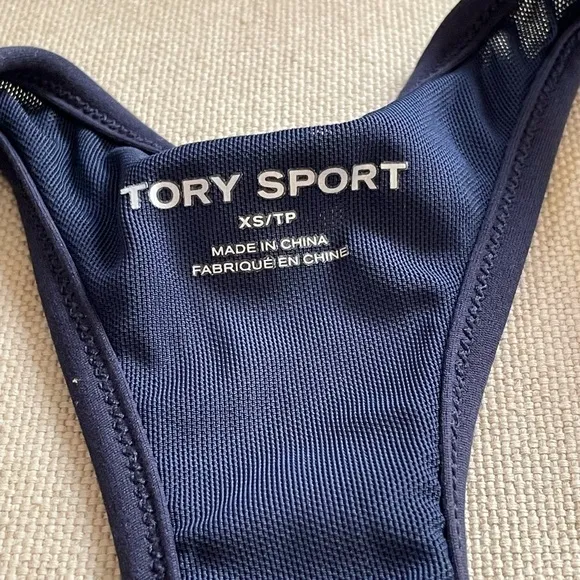 TORY SPORT
XS/TP
MADE IN CHINA
FABRIQUÉ EN CHINE